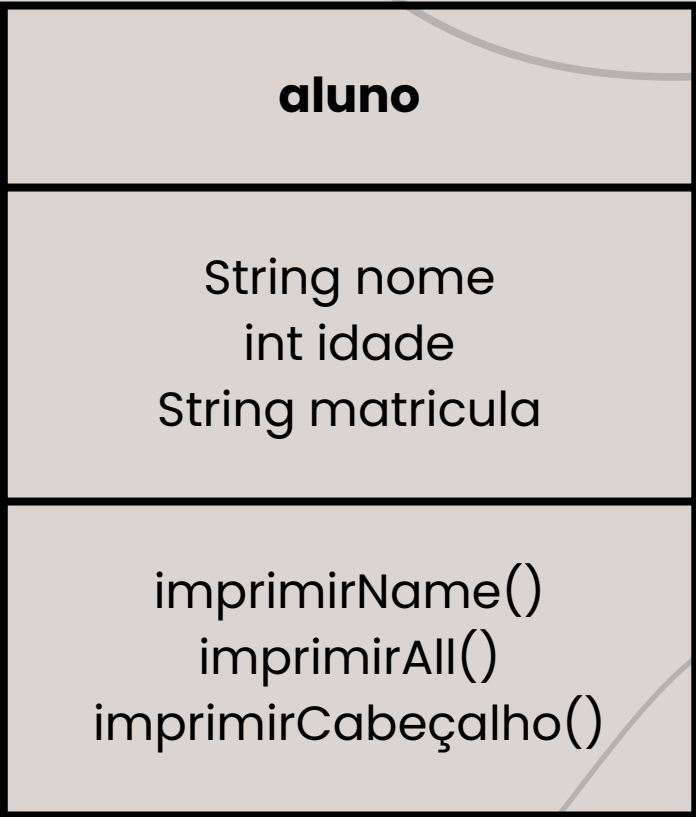 aluno
String nome
int idade
String matricula
imprimirName()
imprimirAll()
imprimirCabeçalho()